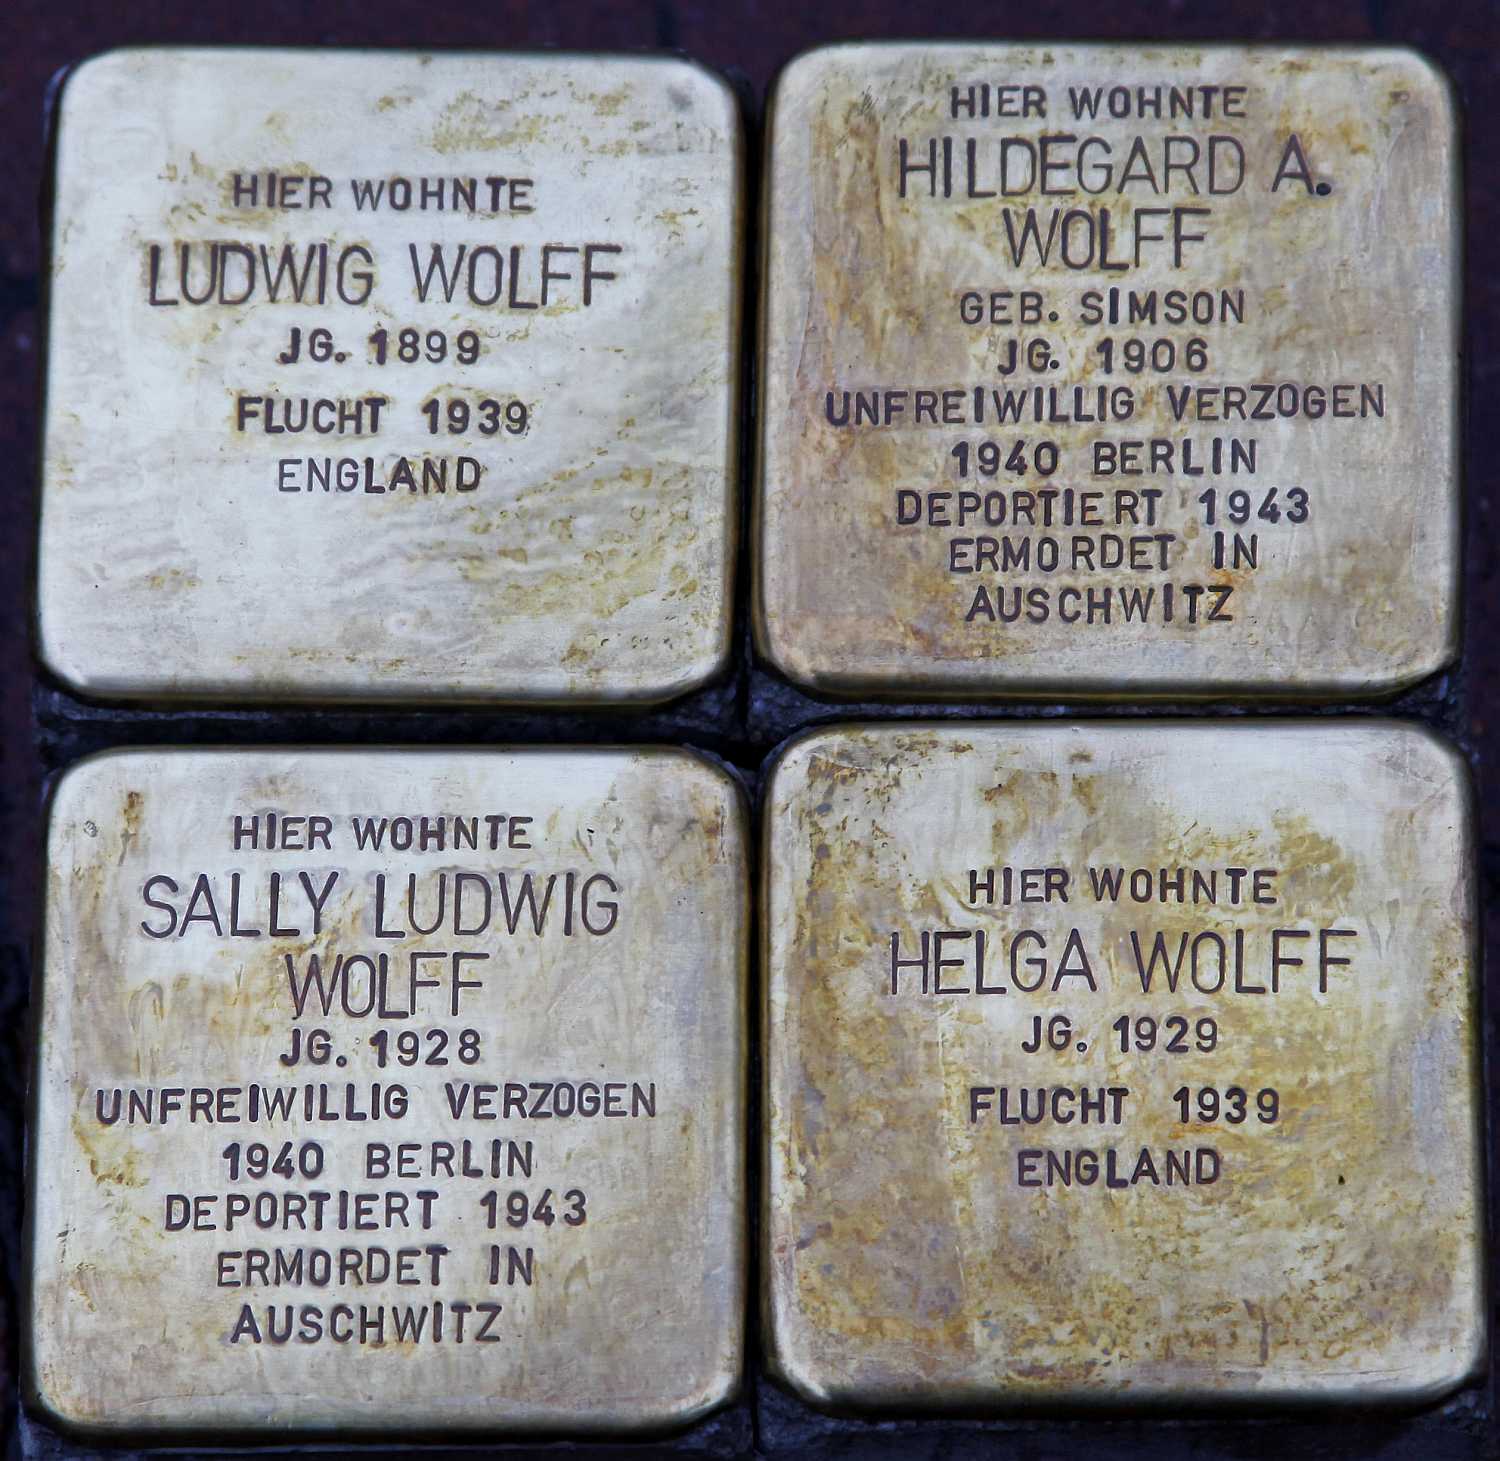 HIER WOHNTE
LUDWIG WOLFF
JG. 1899
FLUCHT 1939
ENGLAND
HIER WOHNTE
HILDEGARD A.
WOLFF
GEB. SIMSON
JG. 1906
UNFREIWILLIG VERZOGEN
1940 BERLIN
DEPORTIERT 1943
ERMORDET IN
AUSCHWITZ
HIER WOHNTE
SALLY LUDWIG
WOLFF
JG. 1928
UNFREIWILLIG VERZOGEN
1940 BERLIN
DEPORTIERT 1943
ERMORDET IN
AUSCHWITZ
HIER WOHNTE
HELGA WOLFF
JG. 1929
FLUCHT 1939
ENGLAND